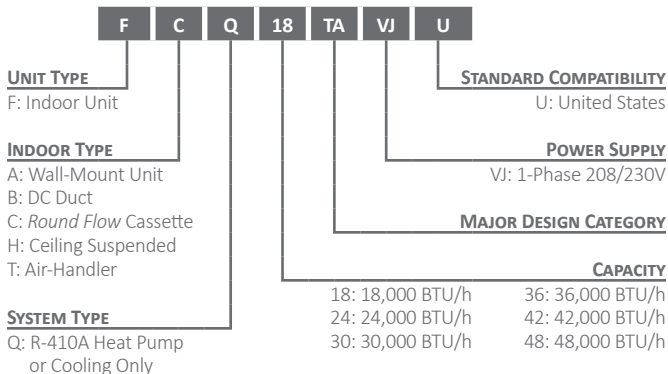 F C Q 18 TA VJ U
UNIT TYPE
F: Indoor Unit
INDOOR TYPE
A: Wall-Mount Unit
B: DC Duct
C: Round Flow Cassette
H: Ceiling Suspended
T: Air-Handler
SYSTEM TYPE
Q: R-410A Heat Pump
or Cooling Only
STANDARD COMPATIBILITY
U: United States
POWER SUPPLY
VJ: 1-Phase 208/230V
MAJOR DESIGN CATEGORY
CAPACITY
18: 18,000 BTU/h 36: 36,000 BTU/h
24: 24,000 BTU/h 42: 42,000 BTU/h
30: 30,000 BTU/h 48: 48,000 BTU/h